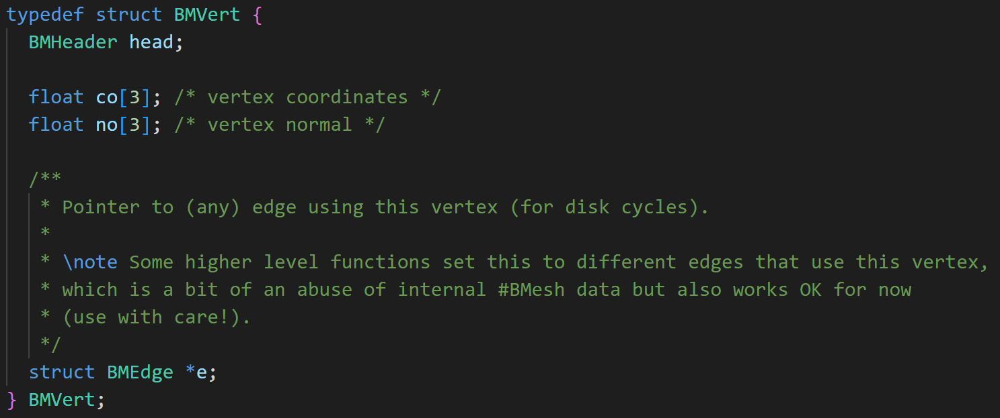 typedef struct BMVert {
  BMHeader head;

  float co[3]; /* vertex coordinates */
  float no[3]; /* vertex normal */

  /**
   * Pointer to (any) edge using this vertex (for disk cycles).
   *
   * \note Some higher level functions set this to different edges that use this vertex,
   * which is a bit of an abuse of internal #BMesh data but also works OK for now
   * (use with care!).
   */
  struct BMEdge *e;
} BMVert;